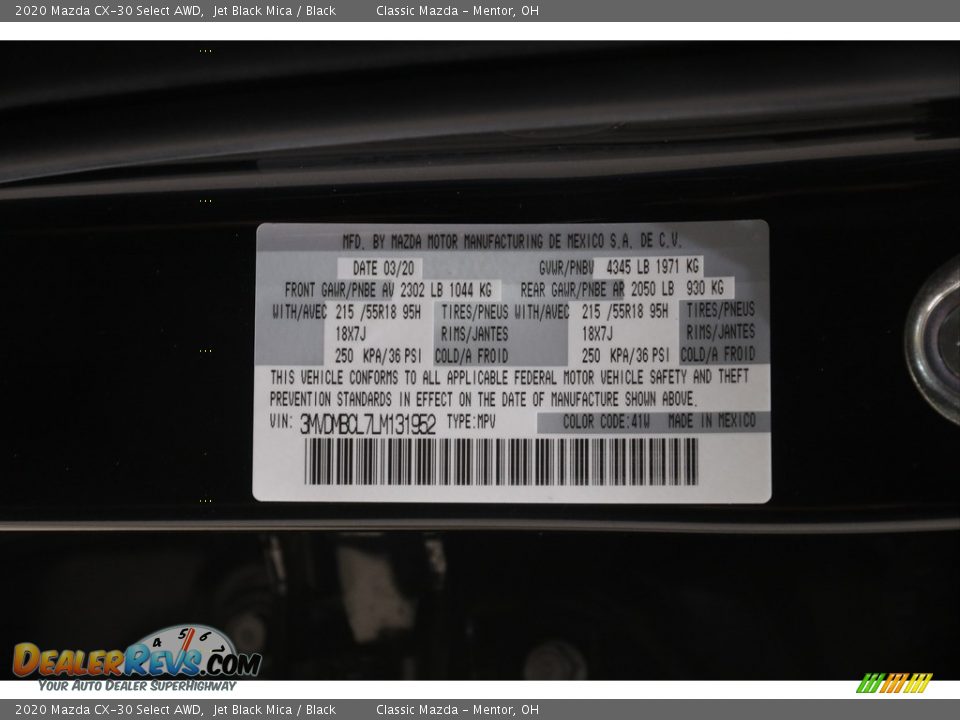 2020 Mazda CX-30 Select AWD, Jet Black Mica / Black Classic Mazda - Mentor, OH
MFD. BY MAZDA MOTOR MANUFACTURING DE MEXICO S.A. DE C.V.
DATE 03/20 GVWR/PNBV 4345 LB 1971 KG
FRONT GAWR/PNBE AV 2302 LB 1044 KG REAR GAWR/PNBE AR 2050 LB 930 KG
WITH/AVEC 215 /55R18 95H TIRES/PNEUS WITH/AVEC 215 /55R18 95H TIRES/PNEUS
18X7J RIMS/JANTES 18X7J RIMS/JANTES
250 KPA/36 PSI COLD/A FROID 250 KPA/36 PSI COLD/A FROID
THIS VEHICLE CONFORMS TO ALL APPLICABLE FEDERAL MOTOR VEHICLE SAFETY AND THEFT
PREVENTION STANDARDS IN EFFECT ON THE DATE OF MANUFACTURE SHOWN ABOVE.
VIN: 3MVDMBCL7LM131952 TYPE:MPV COLOR CODE:41W MADE IN MEXICO
4 5 6
DEALERREVS.COM
YOUR AUTO DEALER SUPERHIGHWAY
2020 Mazda CX-30 Select AWD, Jet Black Mica / Black Classic Mazda - Mentor, OH